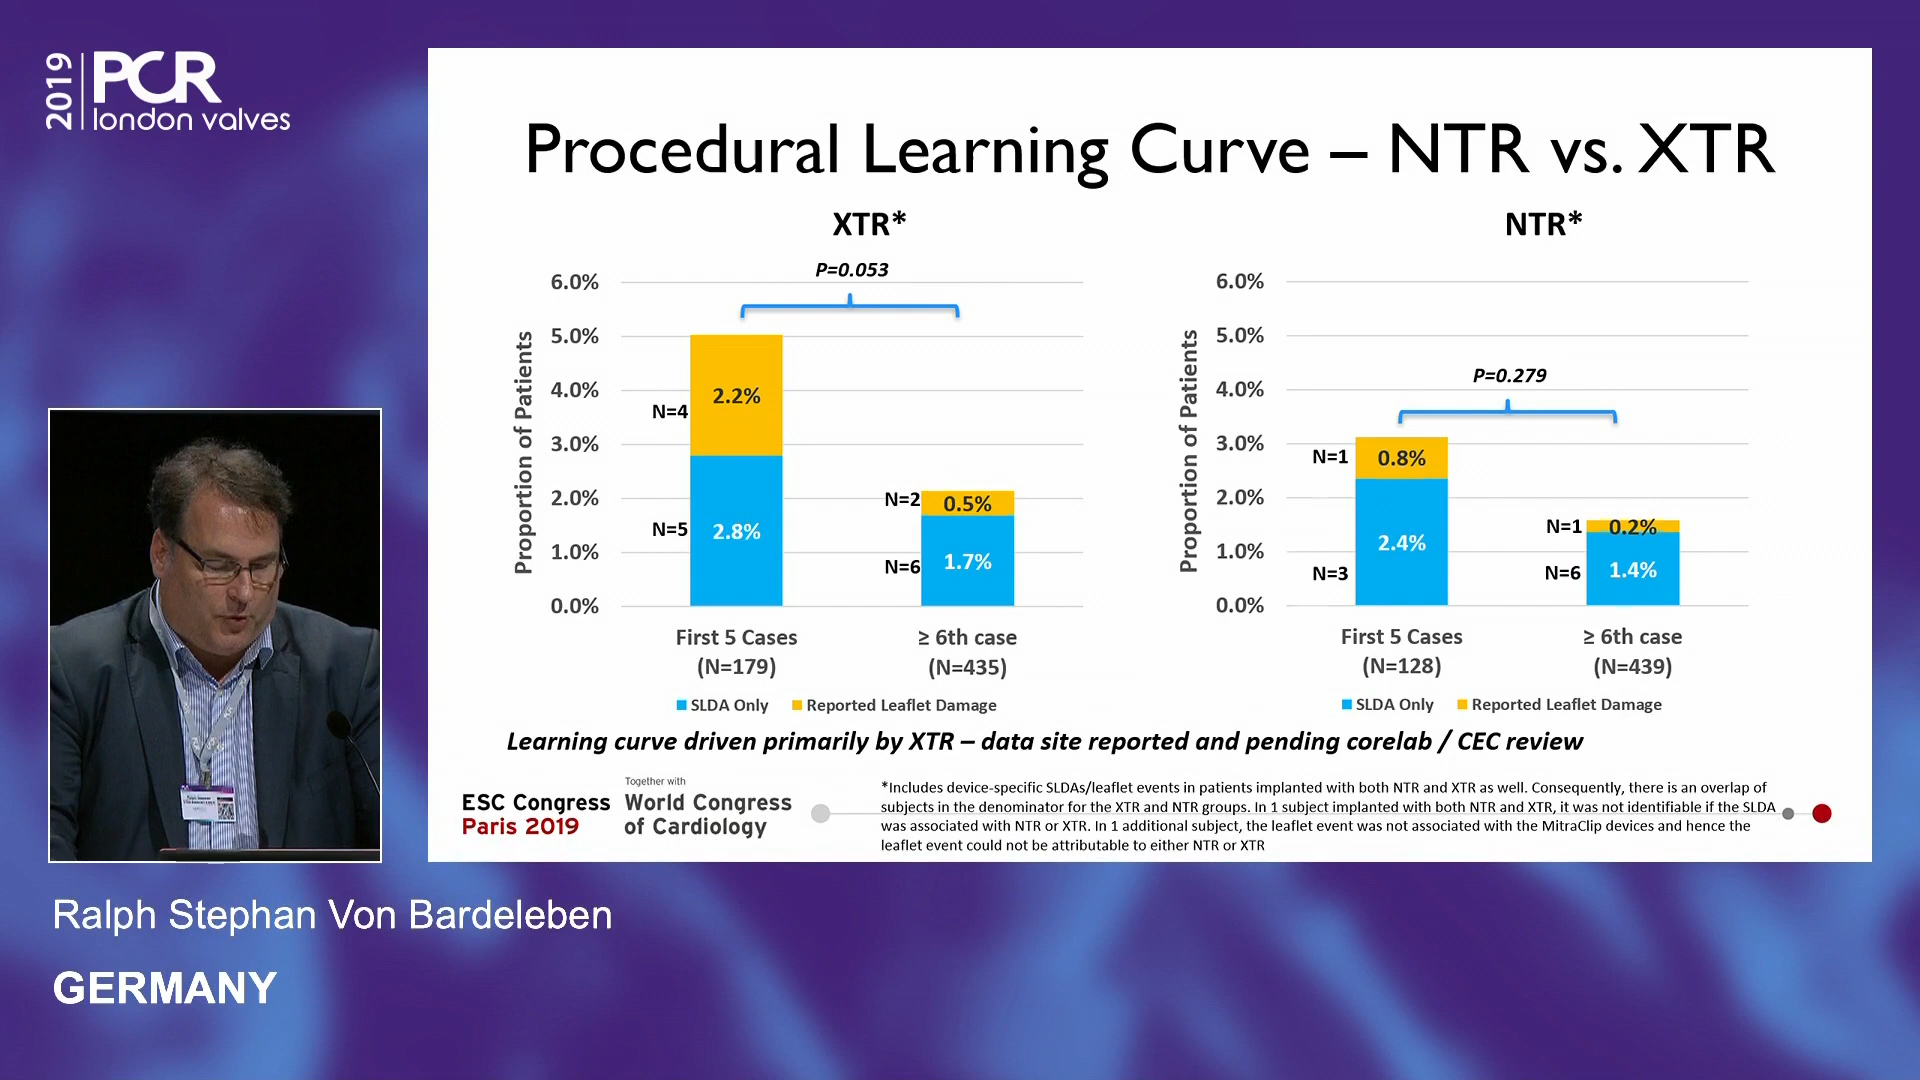 2019
PCR
london valves
Procedural Learning Curve – NTR vs. XTR
XTR*
P=0.053
Proportion of Patients
6.0%
5.0%
4.0%
3.0%
2.0%
1.0%
0.0%
N=4
2.2%
N=5
2.8%
N=2
0.5%
N=6
1.7%
First 5 Cases
(N=179)
≥ 6th case
(N=435)
SLDA Only
Reported Leaflet Damage
NTR*
P=0.279
Proportion of Patients
6.0%
5.0%
4.0%
3.0%
2.0%
1.0%
0.0%
N=1
0.8%
N=3
2.4%
N=1
0.2%
N=6
1.4%
First 5 Cases
(N=128)
≥ 6th case
(N=439)
SLDA Only
Reported Leaflet Damage
Learning curve driven primarily by XTR – data site reported and pending corelab / CEC review
ESC Congress
Paris 2019
Together with
World Congress
of Cardiology
*Includes device-specific SLDAs/leaflet events in patients implanted with both NTR and XTR as well. Consequently, there is an overlap of
subjects in the denominator for the XTR and NTR groups. In 1 subject implanted with both NTR and XTR, it was not identifiable if the SLDA
was associated with NTR or XTR. In 1 additional subject, the leaflet event was not associated with the MitraClip devices and hence the
leaflet event could not be attributable to either NTR or XTR
Ralph Stephan Von Bardeleben
GERMANY